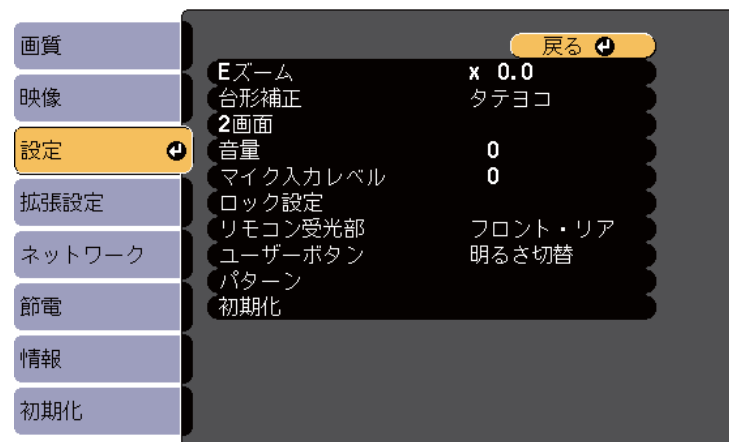 画質
映像
設定
拡張設定
ネットワーク
節電
情報
初期化
戻る
Eズーム x 0.0
台形補正 タテヨコ
2画面
音量 0
マイク入力レベル 0
ロック設定
リモコン受光部 フロント・リア
ユーザーボタン 明るさ切替
パターン
初期化